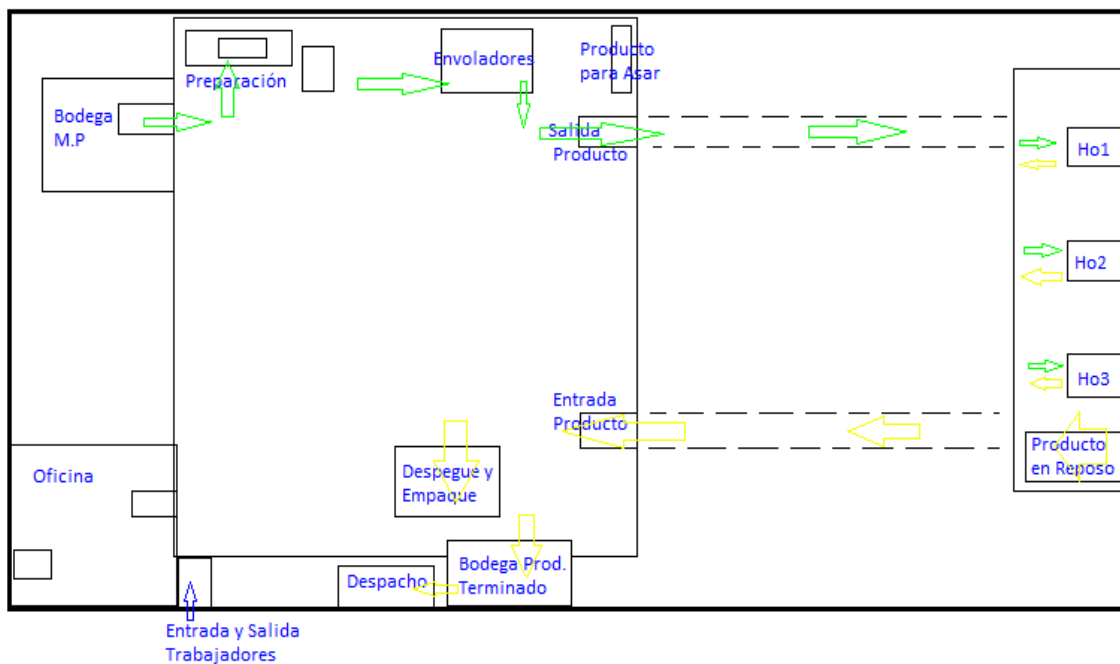 Preparación
Envoladores
Producto
para Asar
Bodega
M.P
Salida
Producto
Ho1
Ho2
Ho3
Entrada
Producto
Producto
en Reposo
Despegue y
Empaque
Oficina
Bodega Prod.
Terminado
Despacho
Entrada y Salida
Trabajadores